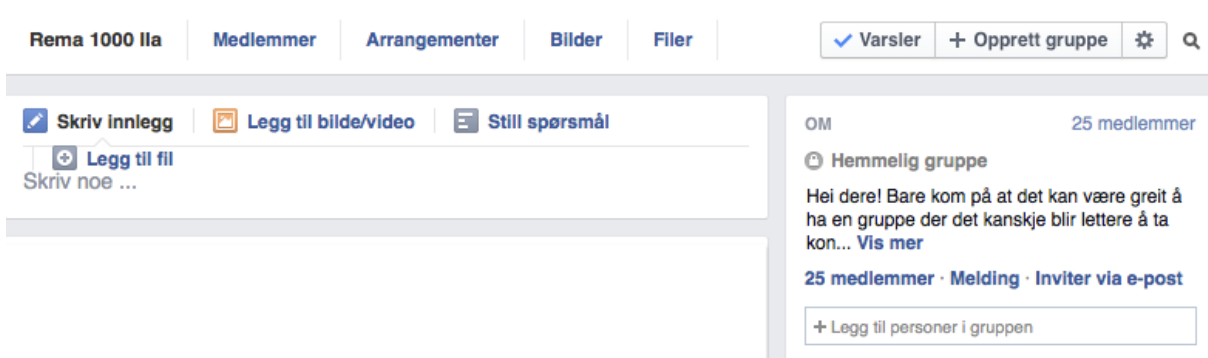 Rema 1000 Ila Medlemmer Arrangementer Bilder Filer Varsler + Opprett gruppe
Skriv innlegg Legg til bilde/video Still spørsmål
Legg til fil
Skriv noe ...
OM 25 medlemmer
Hemmelig gruppe
Hei dere! Bare kom på at det kan være greit å
ha en gruppe der det kanskje blir lettere å ta
kon... Vis mer
25 medlemmer · Melding · Inviter via e-post
+ Legg til personer i gruppen